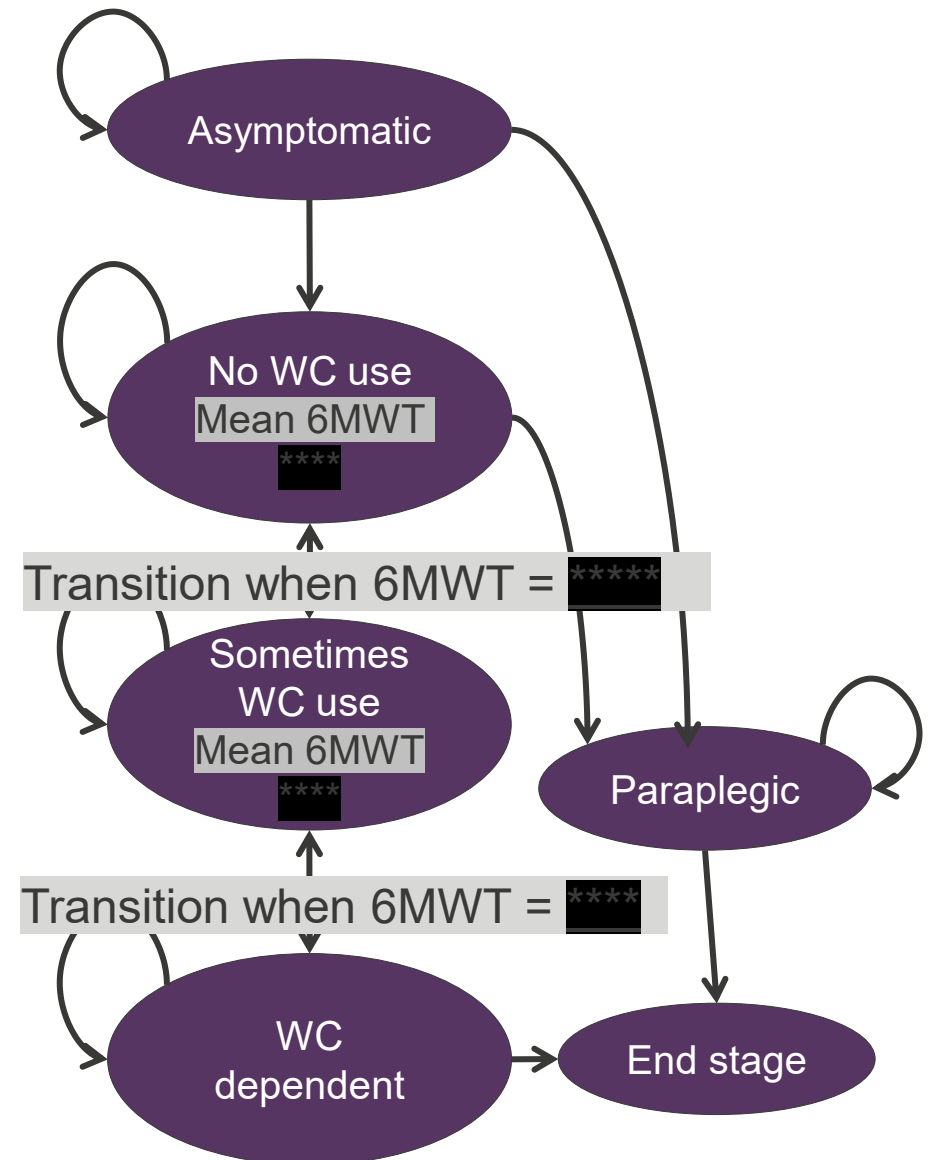 Asymptomatic
No WC use
Mean 6MWT
****
Transition when 6MWT = *****
Sometimes
WC use
Mean 6MWT
****
Paraplegic
Transition when 6MWT = ****
WC
dependent
End stage